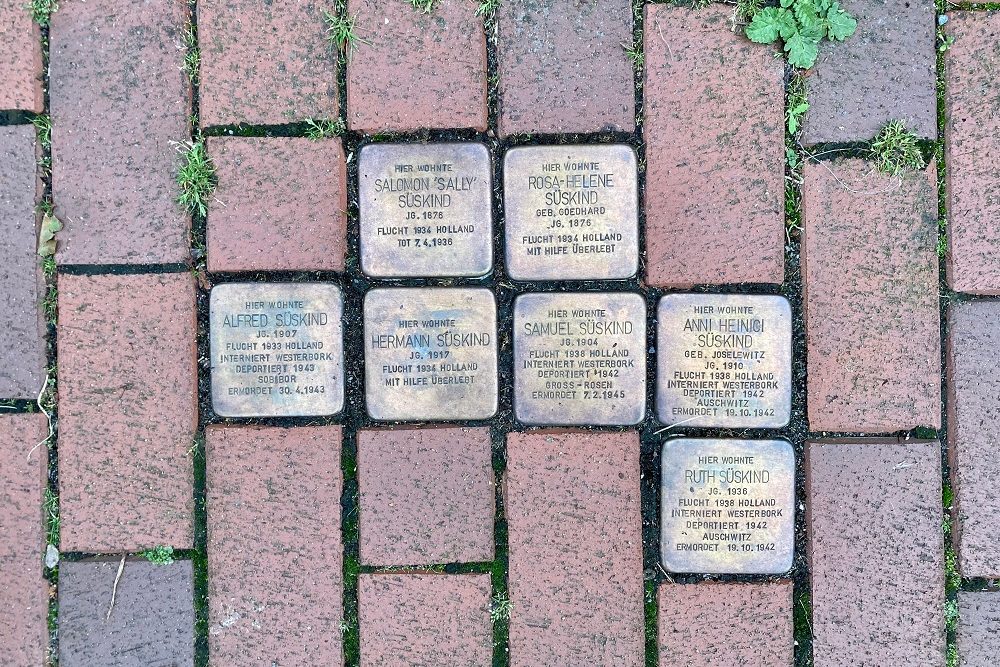 HIER WOHNTE
SALOMON 'SALLY'
SÜSKIND
JG. 1876
FLUCHT 1934 HOLLAND
TOT 7.4.1936
HIER WOHNTE
ROSA-HELENE
SÜSKIND
GEB. GOEDHARD
JG. 1876
FLUCHT 1934 HOLLAND
MIT HILFE ÜBERLEBT
HIER WOHNTE
ALFRED SÜSKIND
JG. 1907
FLUCHT 1933 HOLLAND
INTERNIERT WESTERBORK
DEPORTIERT 1943
SOBIBOR
ERMORDET 30.4.1943
HIER WOHNTE
HERMANN SÜSKIND
JG. 1917
FLUCHT 1934 HOLLAND
MIT HILFE ÜBERLEBT
HIER WOHNTE
SAMUEL SÜSKIND
JG. 1904
FLUCHT 1938 HOLLAND
INTERNIERT WESTERBORK
DEPORTIERT 1942
GROSS-ROSEN
ERMORDET 7.2.1945
HIER WOHNTE
ANNI HEINICI
SÜSKIND
GEB. JOSELEWITZ
JG. 1910
FLUCHT 1938 HOLLAND
INTERNIERT WESTERBORK
DEPORTIERT 1942
AUSCHWITZ
ERMORDET 19.10.1942
HIER WOHNTE
RUTH SÜSKIND
JG. 1936
FLUCHT 1938 HOLLAND
INTERNIERT WESTERBORK
DEPORTIERT 1942
AUSCHWITZ
ERMORDET 19.10.1942